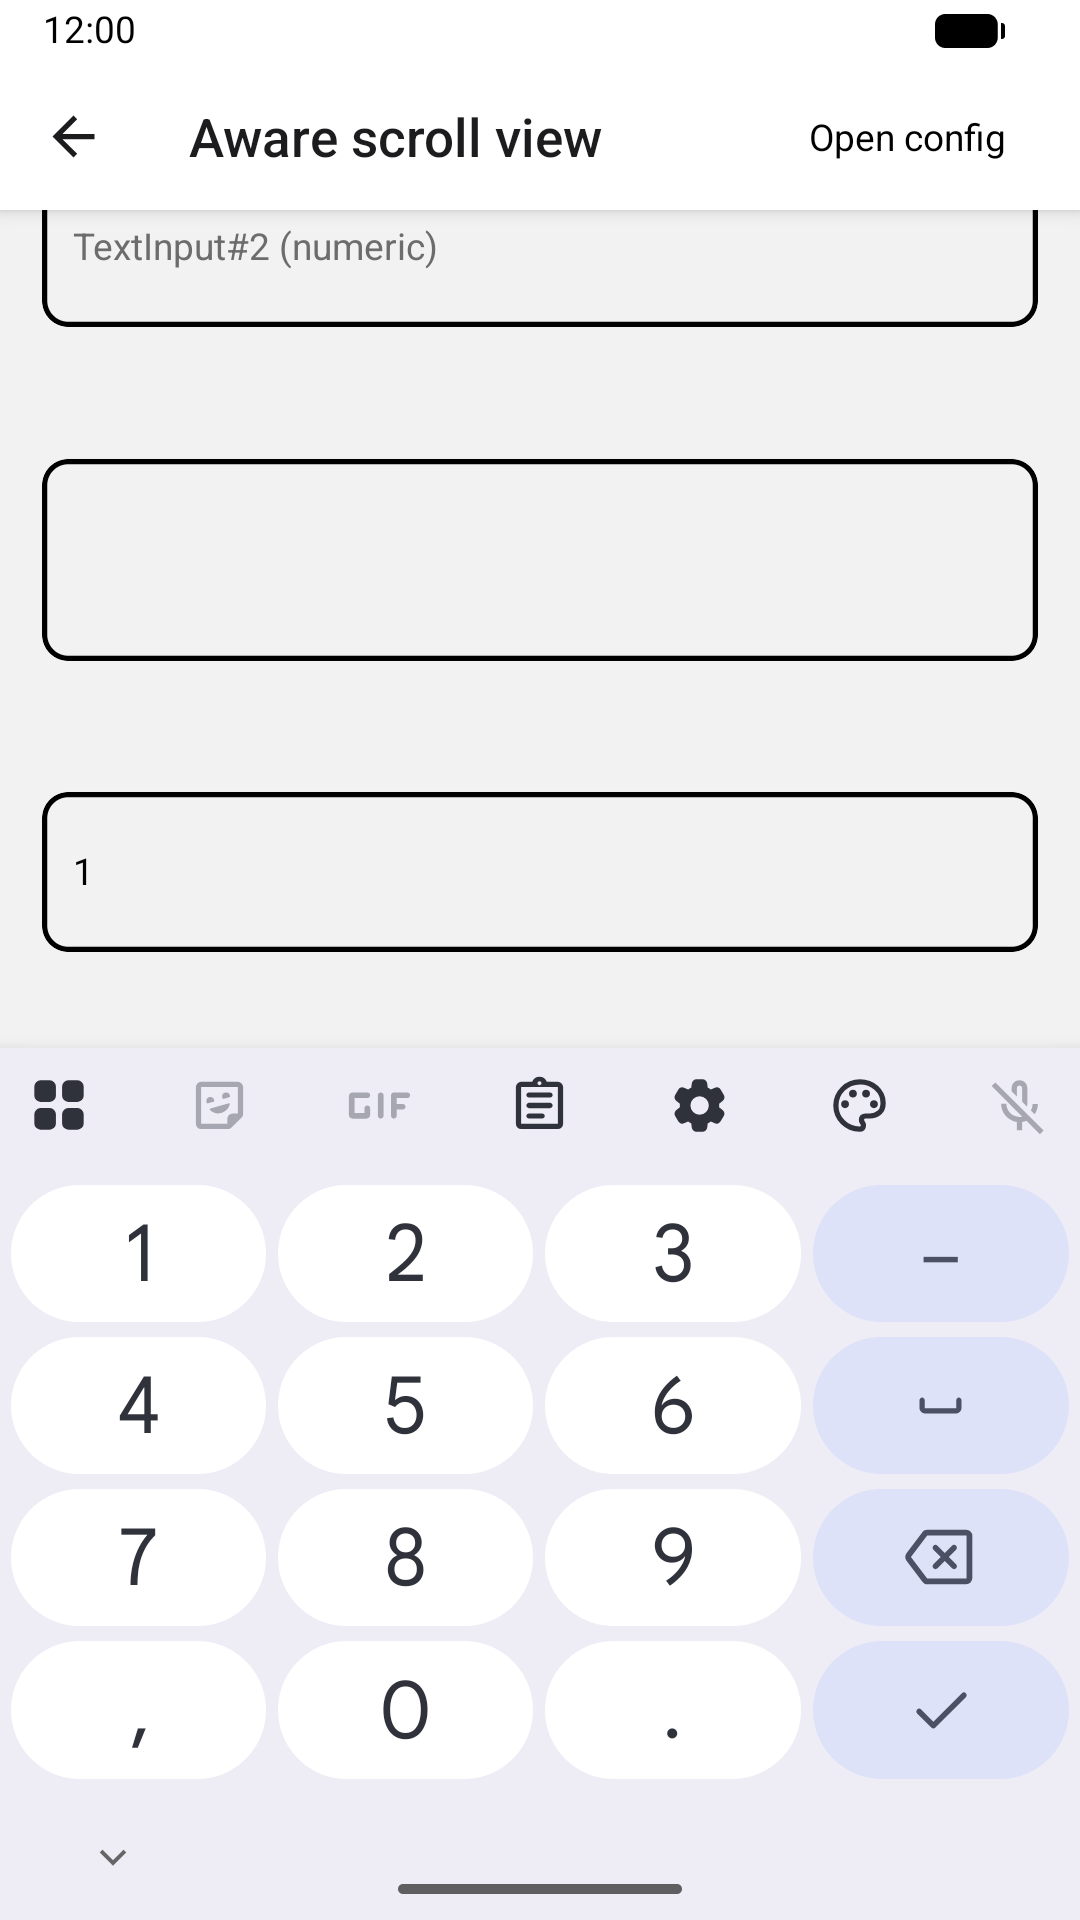 12:00
Aware scroll view
Open config
TextInput#2 (numeric)
1
GIF
1 2 3 –
4 5 6
7 8 9
, 0 .